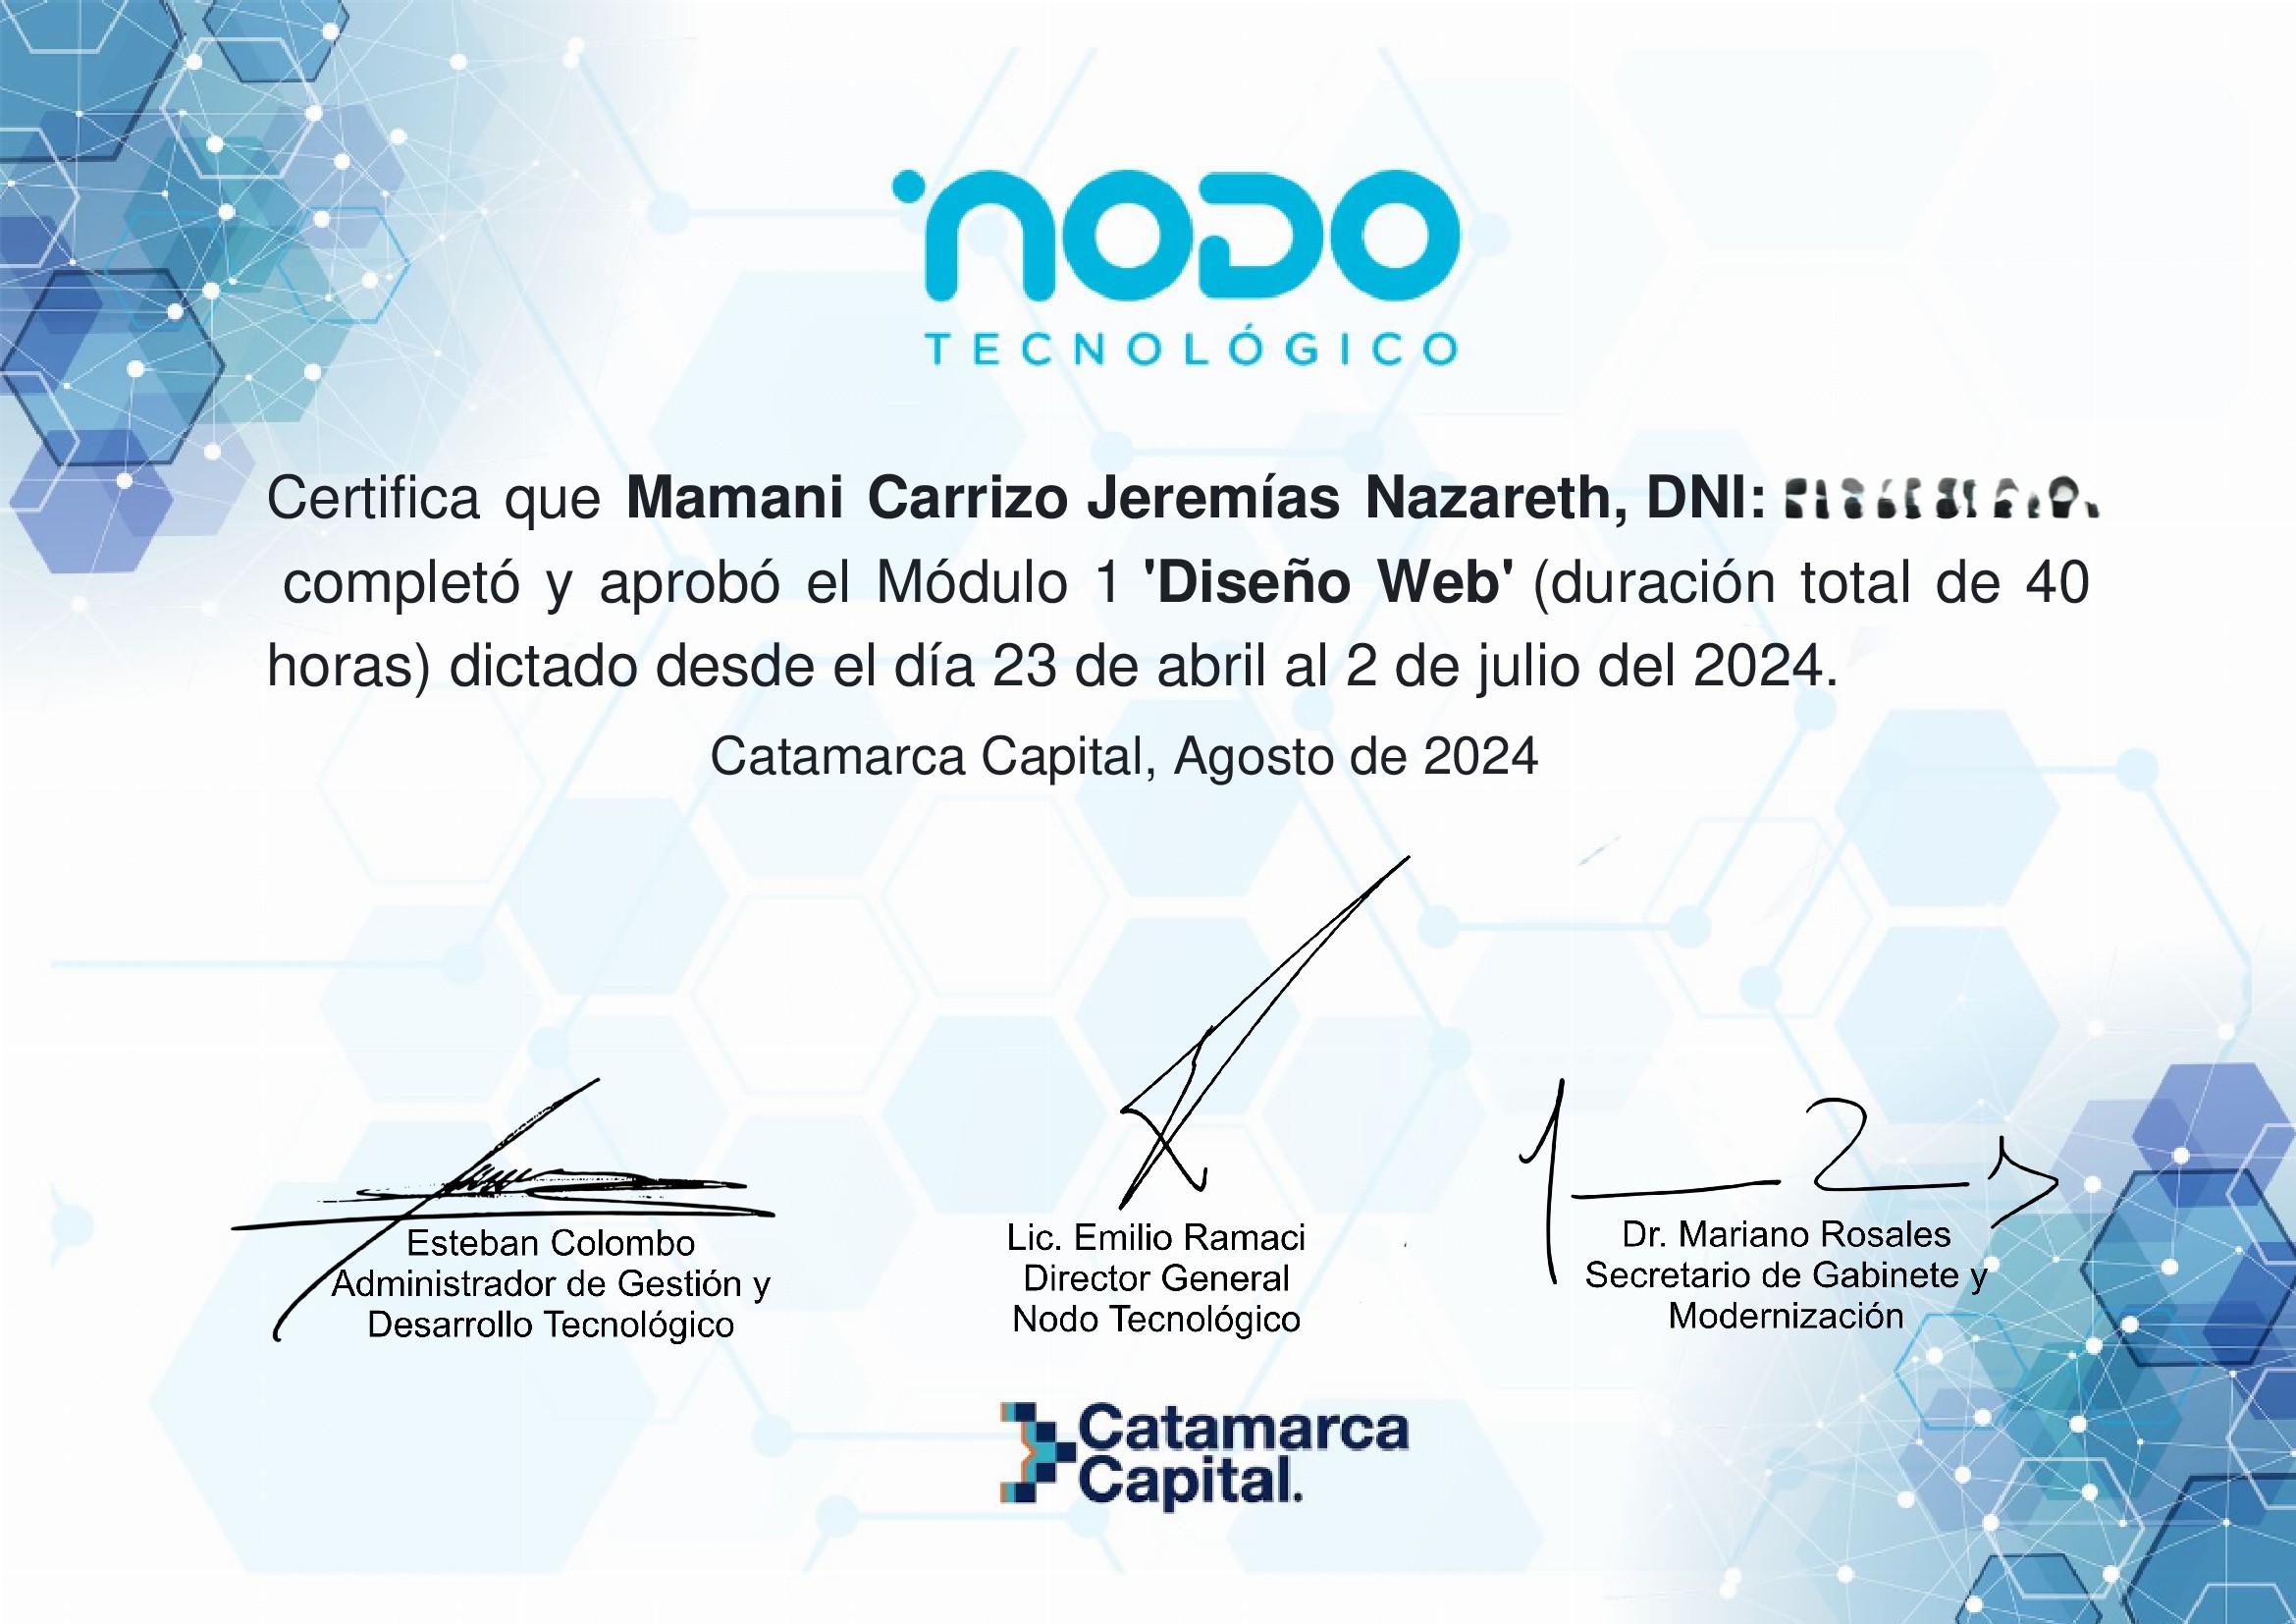 NODO
TECNOLÓGICO
Certifica que Mamani Carrizo Jeremías Nazareth, DNI:
completó y aprobó el Módulo 1 'Diseño Web' (duración total de 40
horas) dictado desde el día 23 de abril al 2 de julio del 2024.
Catamarca Capital, Agosto de 2024
Esteban Colombo
Administrador de Gestión y
Desarrollo Tecnológico
Lic. Emilio Ramaci
Director General
Nodo Tecnológico
Dr. Mariano Rosales
Secretario de Gabinete y
Modernización
Catamarca
Capital.